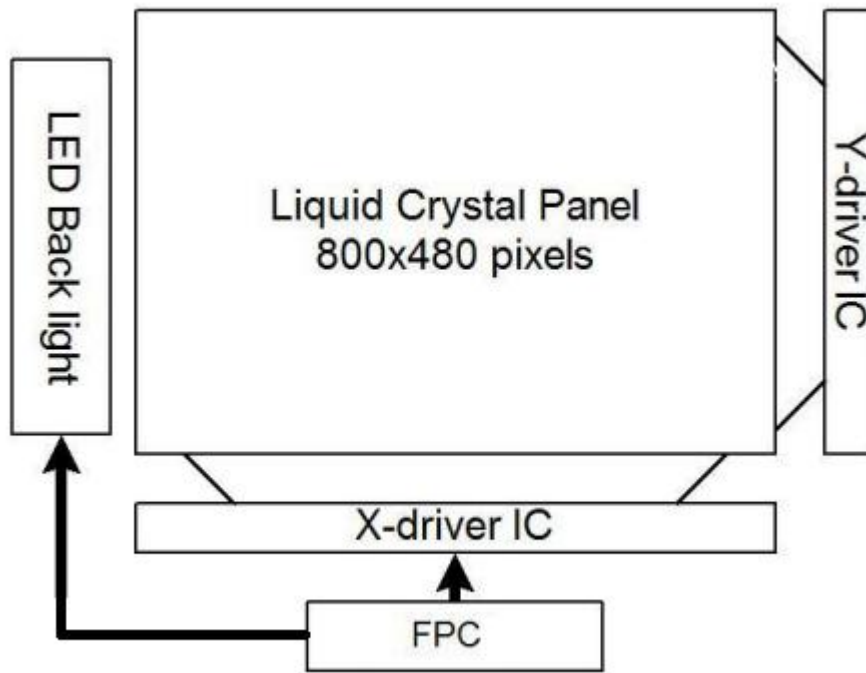 LED Back light
Liquid Crystal Panel
800x480 pixels
Y-driver IC
X-driver IC
FPC